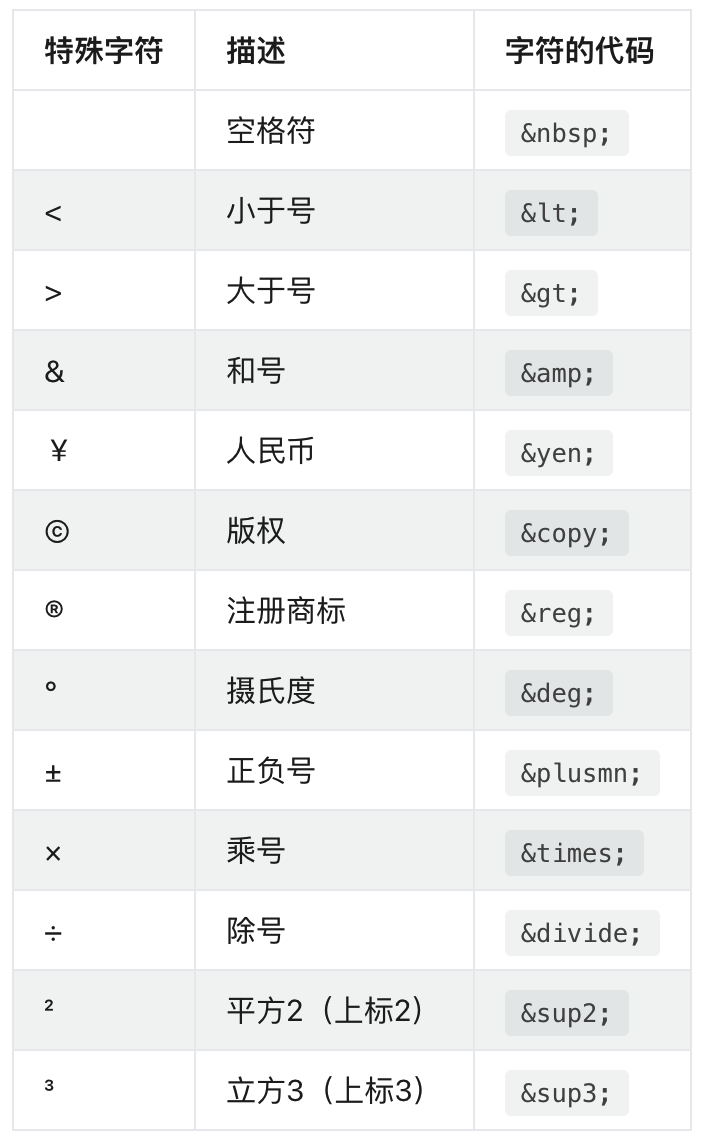 特殊字符 描述 字符的代码
空格符 &nbsp;
< 小于号 &lt;
> 大于号 &gt;
& 和号 &amp;
¥ 人民币 &yen;
© 版权 &copy;
® 注册商标 &reg;
° 摄氏度 &deg;
± 正负号 &plusmn;
× 乘号 &times;
÷ 除号 &divide;
² 平方2（上标2） &sup2;
³ 立方3（上标3） &sup3;